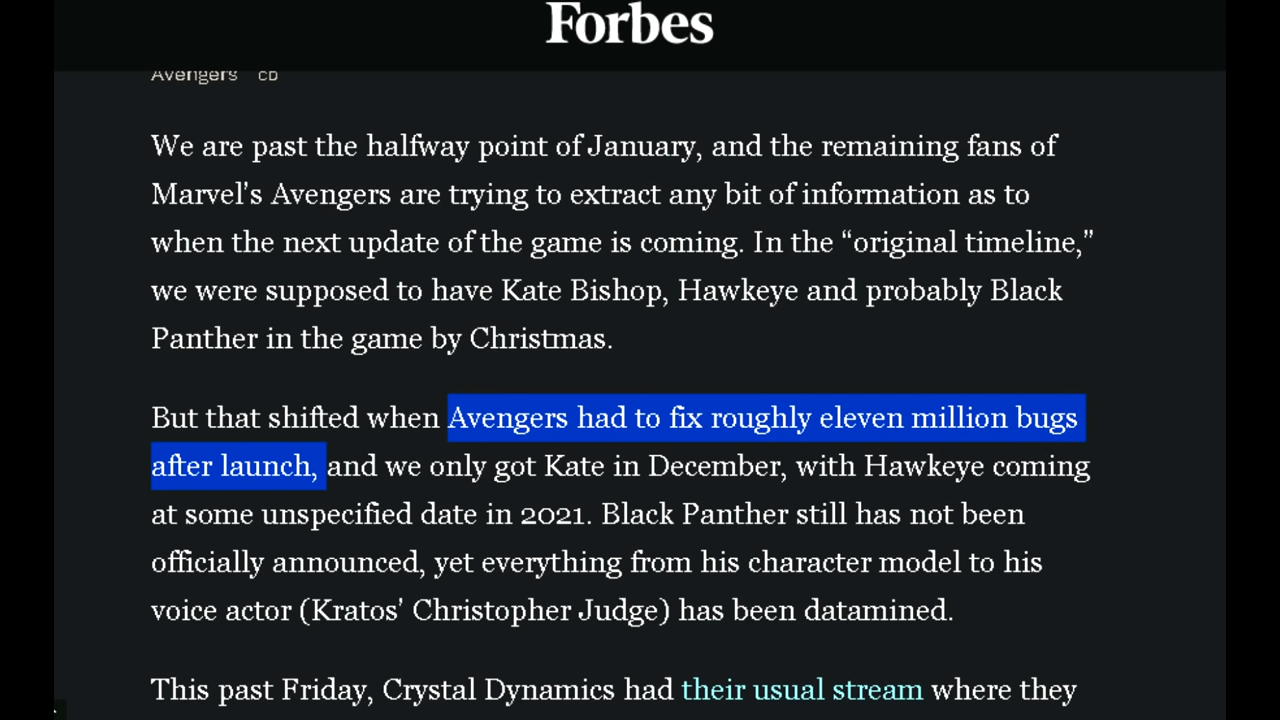 Forbes
Avengers CD
We are past the halfway point of January, and the remaining fans of
Marvel's Avengers are trying to extract any bit of information as to
when the next update of the game is coming. In the “original timeline,”
we were supposed to have Kate Bishop, Hawkeye and probably Black
Panther in the game by Christmas.
But that shifted when Avengers had to fix roughly eleven million bugs
after launch, and we only got Kate in December, with Hawkeye coming
at some unspecified date in 2021. Black Panther still has not been
officially announced, yet everything from his character model to his
voice actor (Kratos' Christopher Judge) has been datamined.
This past Friday, Crystal Dynamics had their usual stream where they